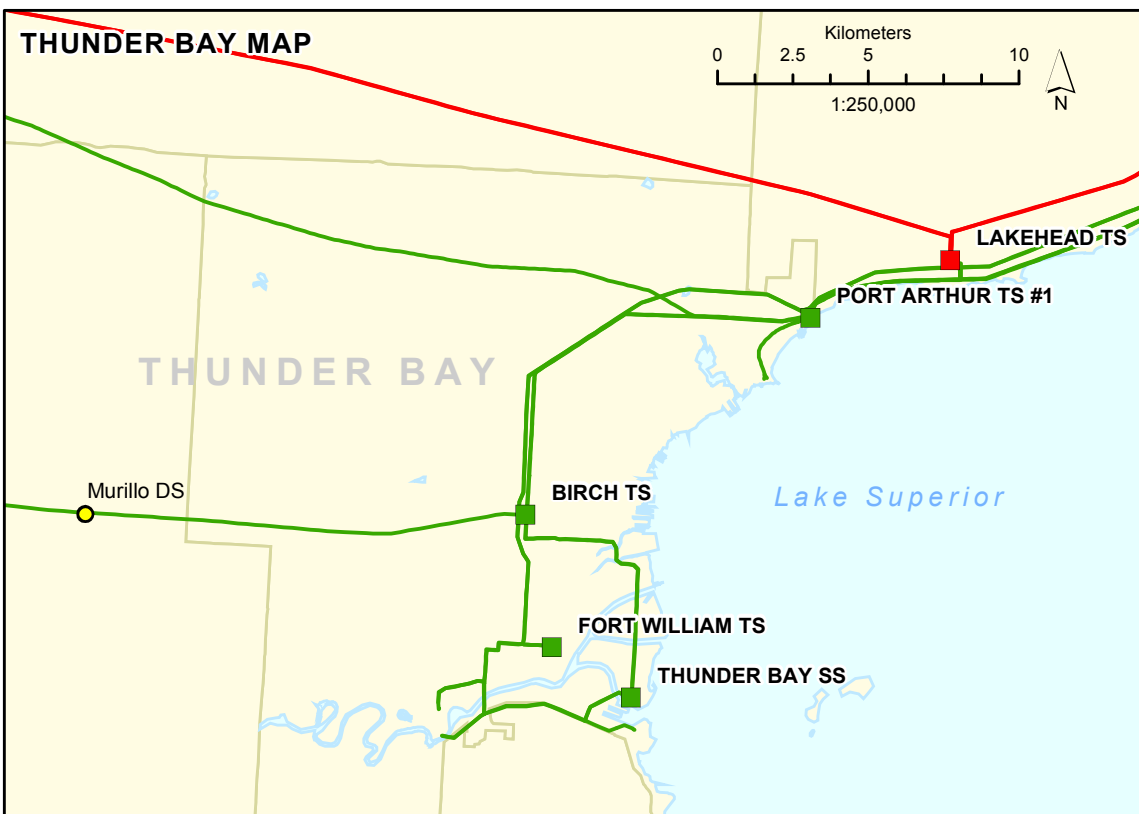 THUNDER BAY MAP
Kilometers
0 2.5 5 10
1:250,000
N
LAKEHEAD TS
PORT ARTHUR TS #1
THUNDER BAY
Murillo DS
BIRCH TS
Lake Superior
FORT WILLIAM TS
THUNDER BAY SS